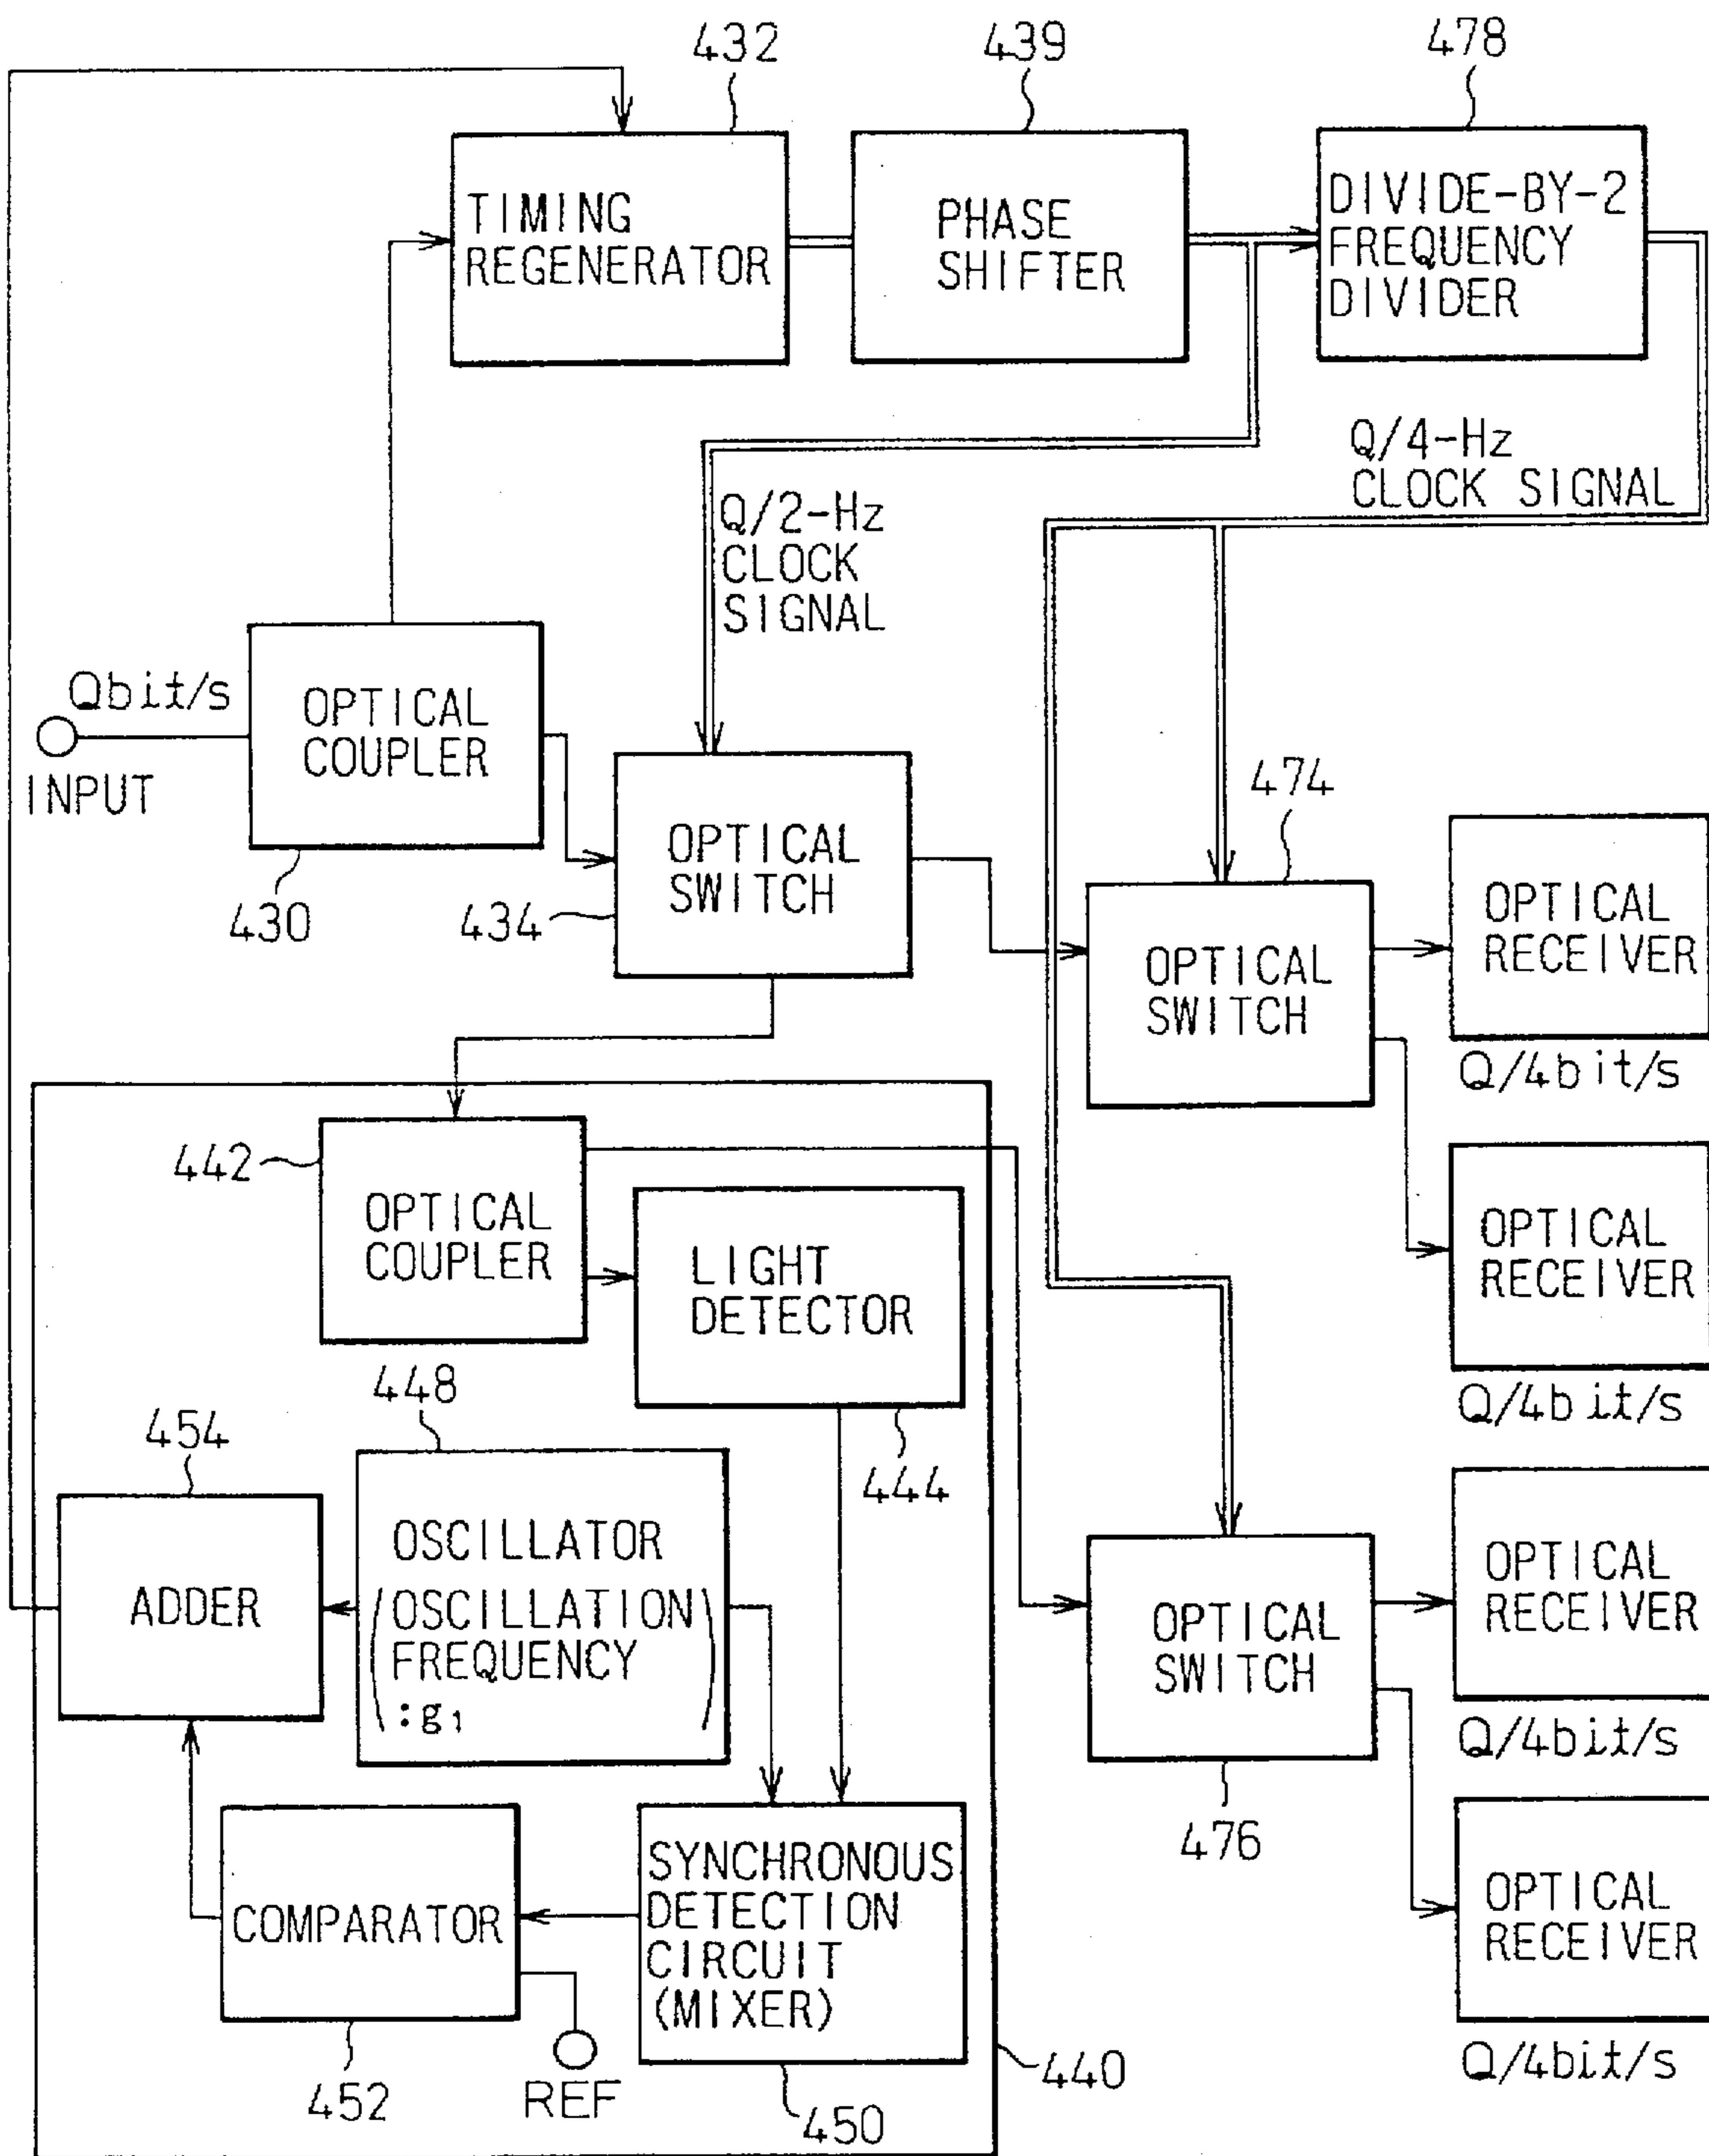 432
439
478
TIMING
REGENERATOR
PHASE
SHIFTER
DIVIDE-BY-2
FREQUENCY
DIVIDER
Q/4-Hz
CLOCK SIGNAL
Q/2-Hz
CLOCK
SIGNAL
Qbit/s
INPUT
OPTICAL
COUPLER
430
OPTICAL
SWITCH
434
474
OPTICAL
SWITCH
OPTICAL
RECEIVER
Q/4bit/s
OPTICAL
RECEIVER
Q/4bit/s
442
OPTICAL
COUPLER
LIGHT
DETECTOR
444
448
454
OSCILLATOR
(OSCILLATION
FREQUENCY
:g1)
ADDER
OPTICAL
SWITCH
476
OPTICAL
RECEIVER
Q/4bit/s
OPTICAL
RECEIVER
Q/4bit/s
COMPARATOR
452
REF
SYNCHRONOUS
DETECTION
CIRCUIT
(MIXER)
450
440